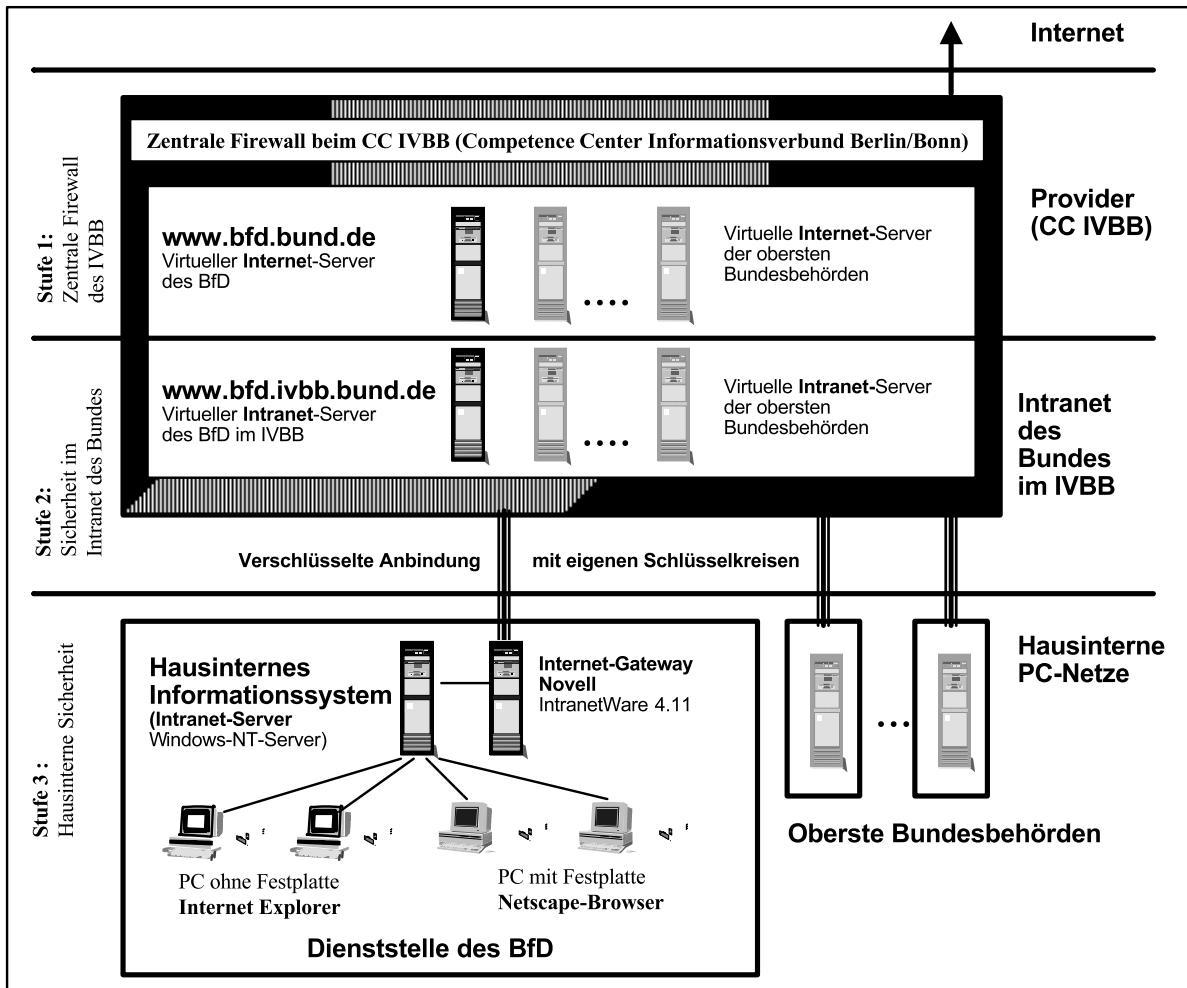 Internet
Zentrale Firewall beim CC IVBB (Competence Center Informationsverbund Berlin/Bonn)
Stufe 1:
Zentrale Firewall
des IVBB
www.bfd.bund.de
Virtueller Internet-Server
des BfD
....
Virtuelle Internet-Server
der obersten
Bundesbehörden
Provider
(CC IVBB)
Stufe 2:
Sicherheit im
Intranet des Bundes
www.bfd.ivbb.bund.de
Virtueller Intranet-Server
des BfD im IVBB
....
Virtuelle Intranet-Server
der obersten
Bundesbehörden
Intranet
des
Bundes
im IVBB
Verschlüsselte Anbindung
mit eigenen Schlüsselkreisen
Stufe 3 :
Hausinterne Sicherheit
Hausinternes
Informationssystem
(Intranet-Server
Windows-NT-Server)
Internet-Gateway
Novell
IntranetWare 4.11
...
Hausinterne
PC-Netze
Oberste Bundesbehörden
PC ohne Festplatte
Internet Explorer
PC mit Festplatte
Netscape-Browser
Dienststelle des BfD